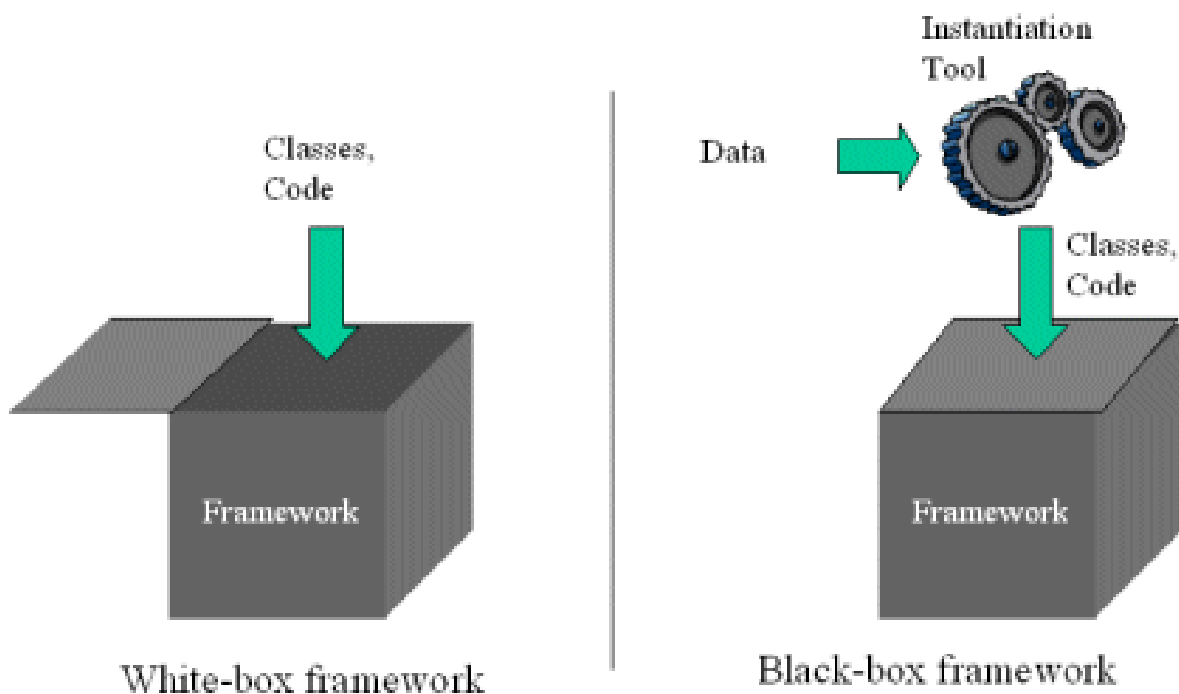 Classes,
Code
Framework
White-box framework
Instantiation
Tool
Data
Classes,
Code
Framework
Black-box framework